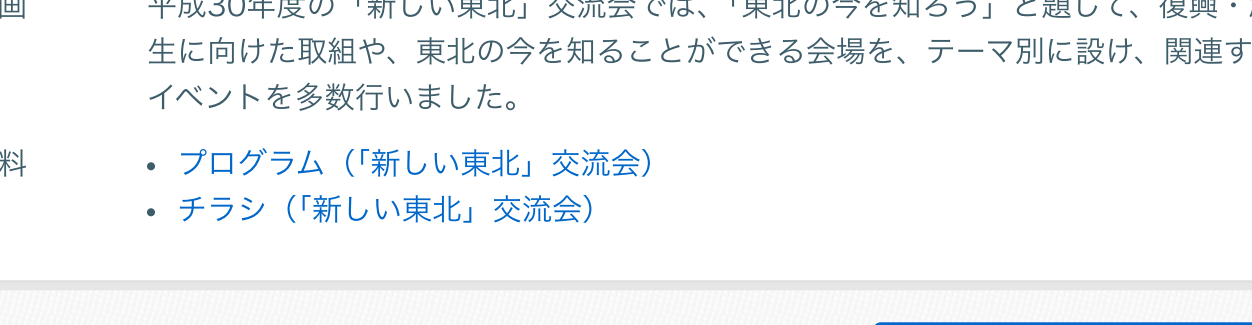 画
平成30年度の「新しい東北」交流会では、「東北の今を知ろう」と題して、復興・
生に向けた取組や、東北の今を知ることができる会場を、テーマ別に設け、関連す
イベントを多数行いました。
料
• プログラム（「新しい東北」交流会）
• チラシ（「新しい東北」交流会）